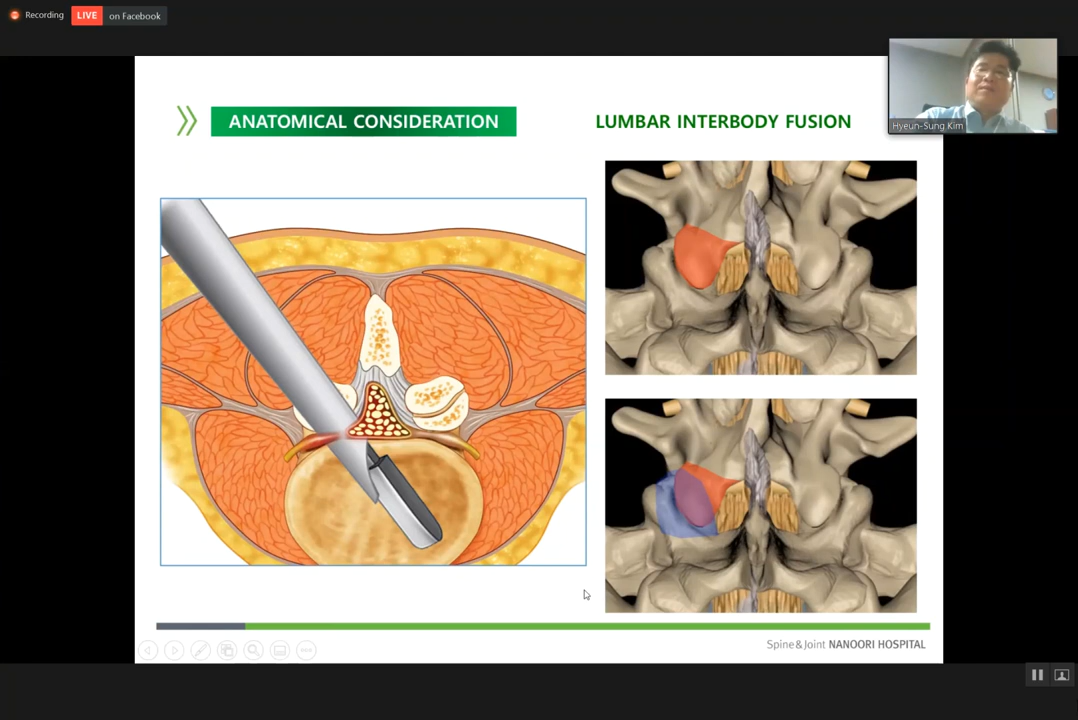 Recording
LIVE on Facebook
ANATOMICAL CONSIDERATION
LUMBAR INTERBODY FUSION
Hyeun-Sung Kim
Spine&Joint NANOORI HOSPITAL